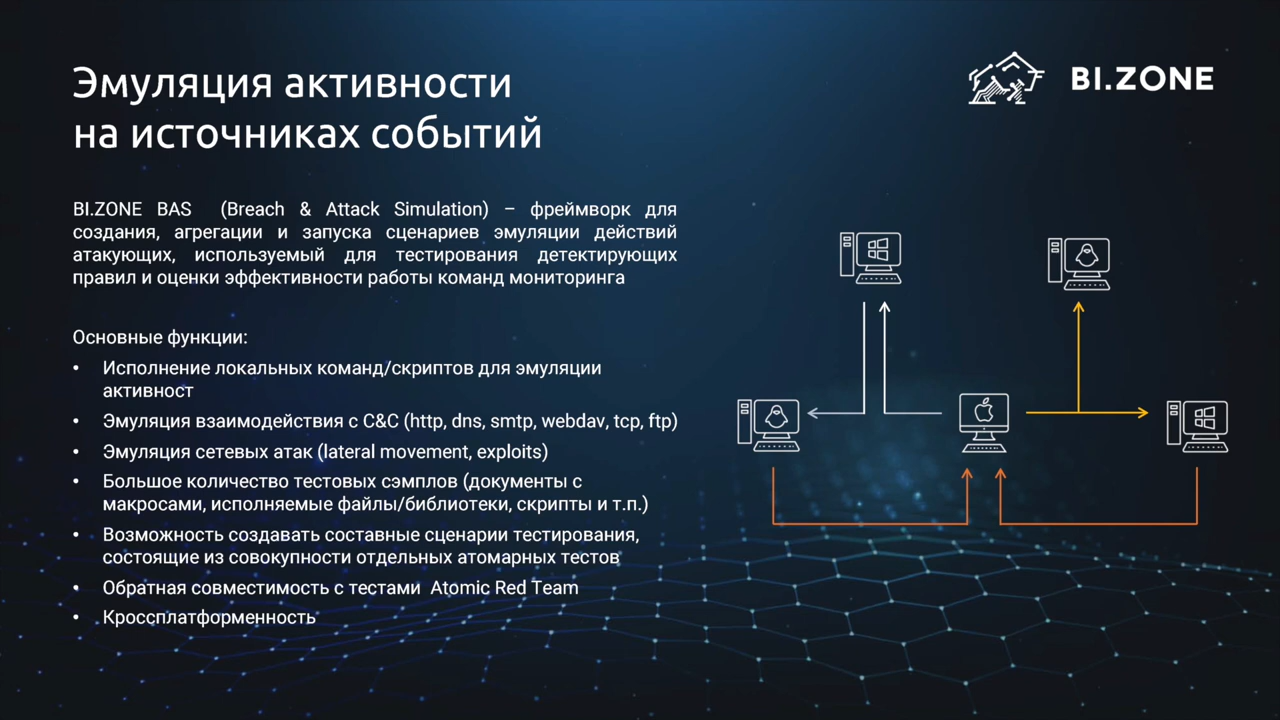 Эмуляция активности
на источниках событий
BI.ZONE
BI.ZONE BAS (Breach & Attack Simulation) – фреймворк для
создания, агрегации и запуска сценариев эмуляции действий
атакующих, используемый для тестирования детектирующих
правил и оценки эффективности работы команд мониторинга
Основные функции:
• Исполнение локальных команд/скриптов для эмуляции
активност
• Эмуляция взаимодействия с C&C (http, dns, smtp, webdav, tcp, ftp)
• Эмуляция сетевых атак (lateral movement, exploits)
• Большое количество тестовых сэмплов (документы с
макросами, исполняемые файлы/библиотеки, скрипты и т.п.)
• Возможность создавать составные сценарии тестирования,
состоящие из совокупности отдельных атомарных тестов
• Обратная совместимость с тестами Atomic Red Team
• Кроссплатформенность